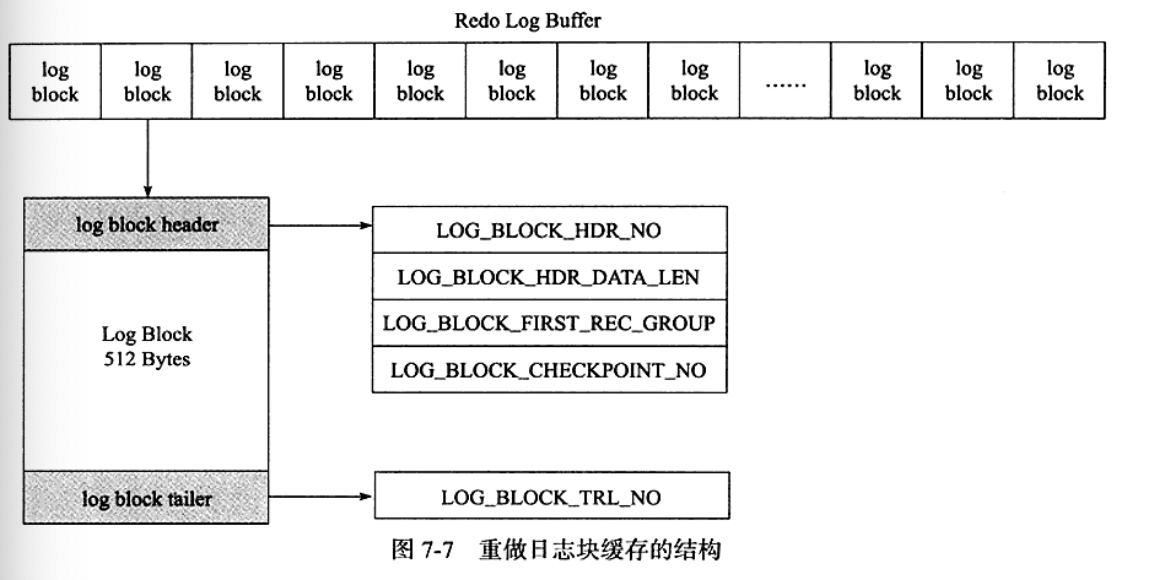 Redo Log Buffer
log block
log block
log block
log block
log block
log block
log block
log block
……
log block
log block
log block
log block header
LOG_BLOCK_HDR_NO
LOG_BLOCK_HDR_DATA_LEN
LOG_BLOCK_FIRST_REC_GROUP
LOG_BLOCK_CHECKPOINT_NO
Log Block
512 Bytes
log block tailer
LOG_BLOCK_TRL_NO
图 7-7 重做日志块缓存的结构